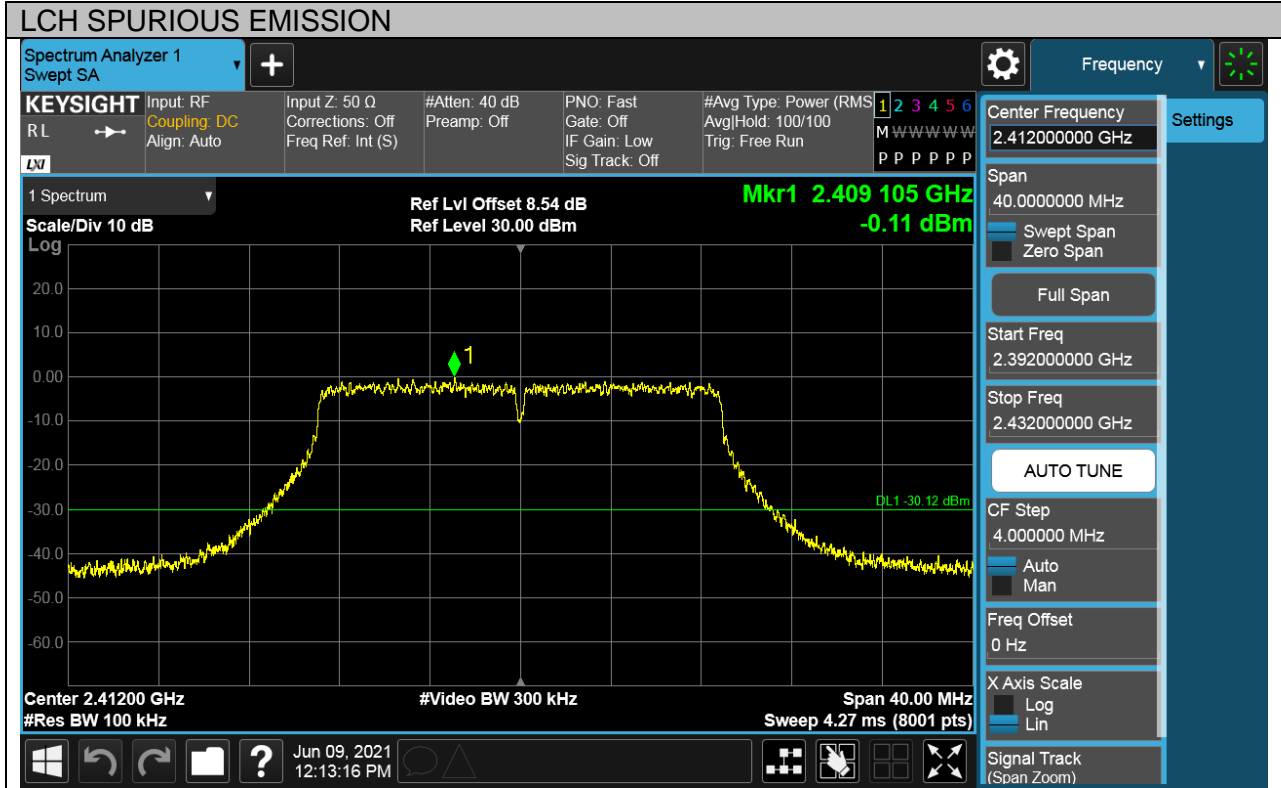 LCH SPURIOUS EMISSION
Spectrum Analyzer 1
Swept SA
+
Frequency
KEYSIGHT
RL
LXI
Input: RF
Coupling: DC
Align: Auto
Input Z: 50 Ω
Corrections: Off
Freq Ref: Int (S)
#Atten: 40 dB
Preamp: Off
PNO: Fast
Gate: Off
IF Gain: Low
Sig Track: Off
#Avg Type: Power (RMS
Avg|Hold: 100/100
Trig: Free Run
1 2 3 4 5 6
M W W W W W
P P P P P P
1 Spectrum
Scale/Div 10 dB
Log
Ref Lvl Offset 8.54 dB
Ref Level 30.00 dBm
Mkr1 2.409 105 GHz
-0.11 dBm
20.0
10.0
0.00
-10.0
-20.0
-30.0
-40.0
-50.0
-60.0
1
DL1 -30.12 dBm
Center 2.41200 GHz
#Res BW 100 kHz
#Video BW 300 kHz
Span 40.00 MHz
Sweep 4.27 ms (8001 pts)
Center Frequency
2.412000000 GHz
Settings
Span
40.0000000 MHz
Swept Span
Zero Span
Full Span
Start Freq
2.392000000 GHz
Stop Freq
2.432000000 GHz
AUTO TUNE
CF Step
4.000000 MHz
Auto
Man
Freq Offset
0 Hz
X Axis Scale
Log
Lin
Signal Track
(Span Zoom)
?
Jun 09, 2021
12:13:16 PM